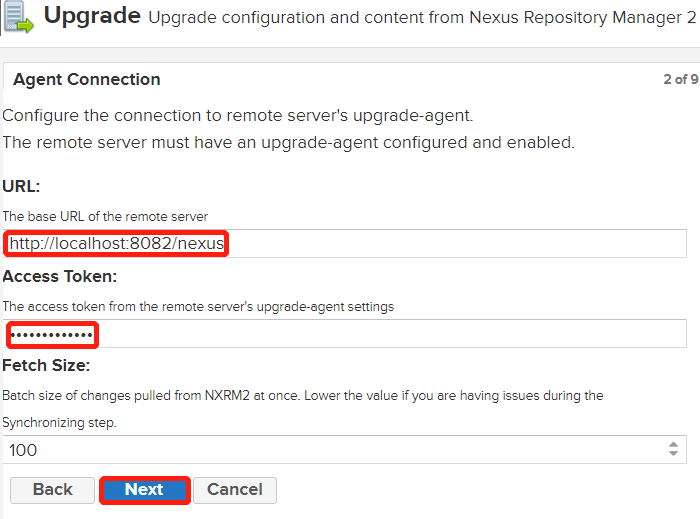 Upgrade Upgrade configuration and content from Nexus Repository Manager 2
Agent Connection 2 of 9
Configure the connection to remote server's upgrade-agent.
The remote server must have an upgrade-agent configured and enabled.
URL:
The base URL of the remote server
http://localhost:8082/nexus
Access Token:
The access token from the remote server's upgrade-agent settings
•••••••••••••
Fetch Size:
Batch size of changes pulled from NXRM2 at once. Lower the value if you are having issues during the
Synchronizing step.
100
Back Next Cancel